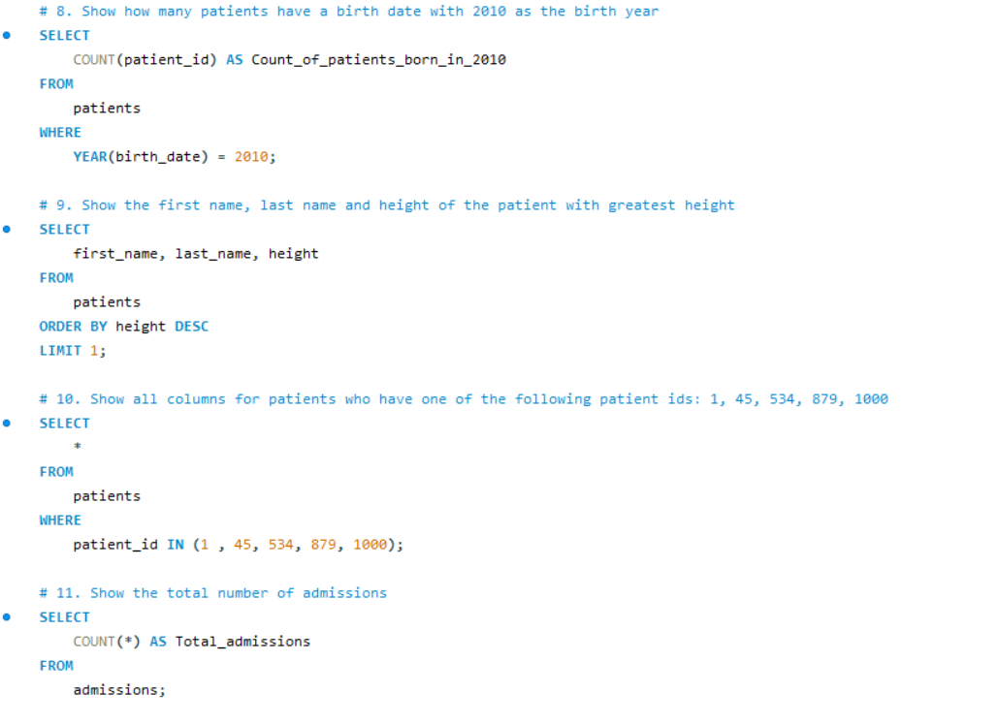 # 8. Show how many patients have a birth date with 2010 as the birth year
SELECT
    COUNT(patient_id) AS Count_of_patients_born_in_2010
FROM
    patients
WHERE
    YEAR(birth_date) = 2010;

# 9. Show the first name, last name and height of the patient with greatest height
SELECT
    first_name, last_name, height
FROM
    patients
ORDER BY height DESC
LIMIT 1;

# 10. Show all columns for patients who have one of the following patient ids: 1, 45, 534, 879, 1000
SELECT
    *
FROM
    patients
WHERE
    patient_id IN (1 , 45, 534, 879, 1000);

# 11. Show the total number of admissions
SELECT
    COUNT(*) AS Total_admissions
FROM
    admissions;